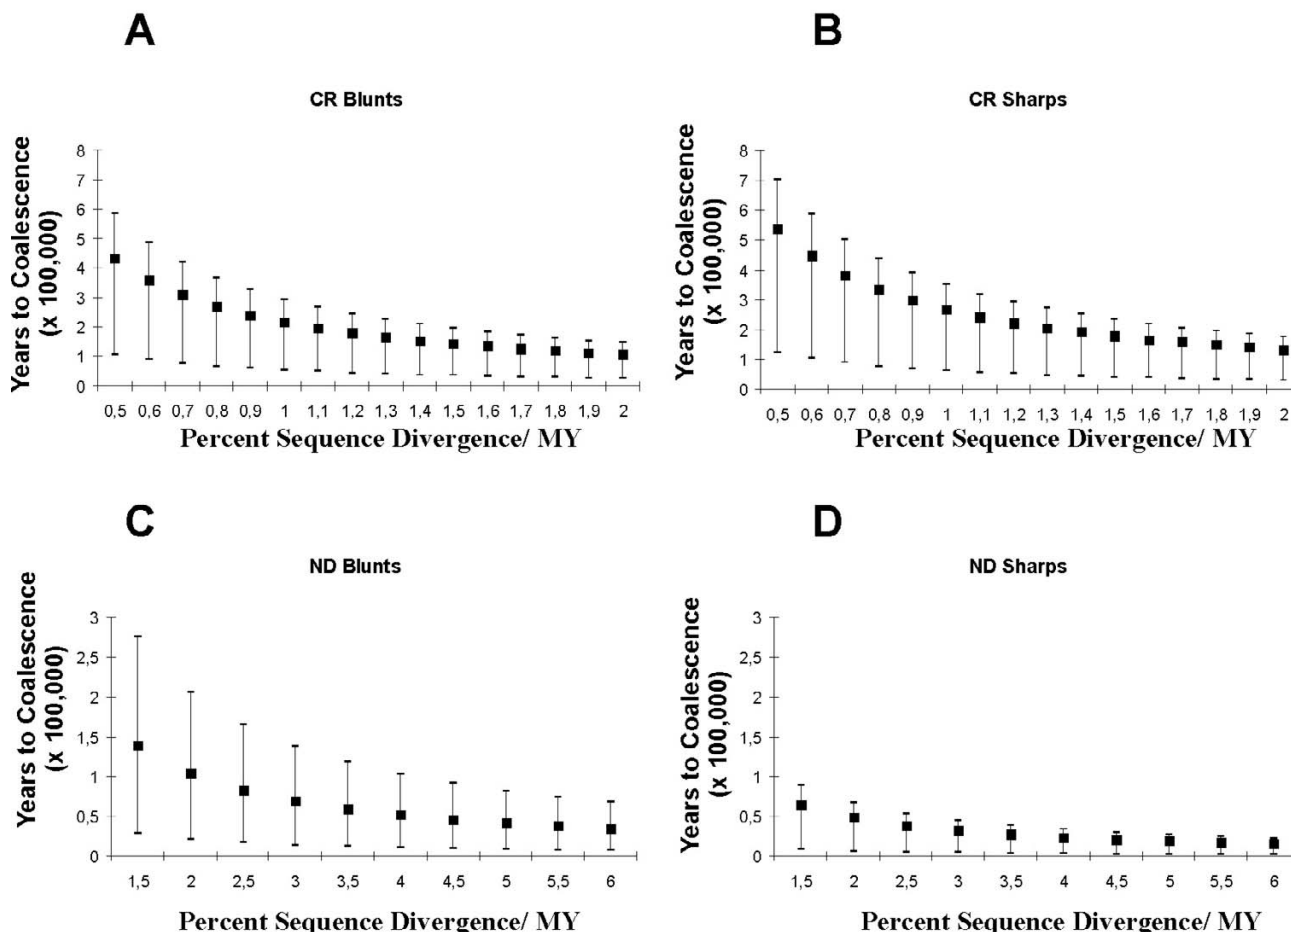 A
CR Blunts
Years to Coalescence
(x 100,000)
8
7
6
5
4
3
2
1
0
0,5 0,6 0,7 0,8 0,9 1 1,1 1,2 1,3 1,4 1,5 1,6 1,7 1,8 1,9 2
Percent Sequence Divergence/ MY
B
CR Sharps
Years to Coalescence
(x 100,000)
8
7
6
5
4
3
2
1
0
0,5 0,6 0,7 0,8 0,9 1 1,1 1,2 1,3 1,4 1,5 1,6 1,7 1,8 1,9 2
Percent Sequence Divergence/ MY
C
ND Blunts
Years to Coalescence
(x 100,000)
3
2,5
2
1,5
1
0,5
0
1,5 2 2,5 3 3,5 4 4,5 5 5,5 6
Percent Sequence Divergence/ MY
D
ND Sharps
Years to Coalescence
(x 100,000)
3
2,5
2
1,5
1
0,5
0
1,5 2 2,5 3 3,5 4 4,5 5 5,5 6
Percent Sequence Divergence/ MY